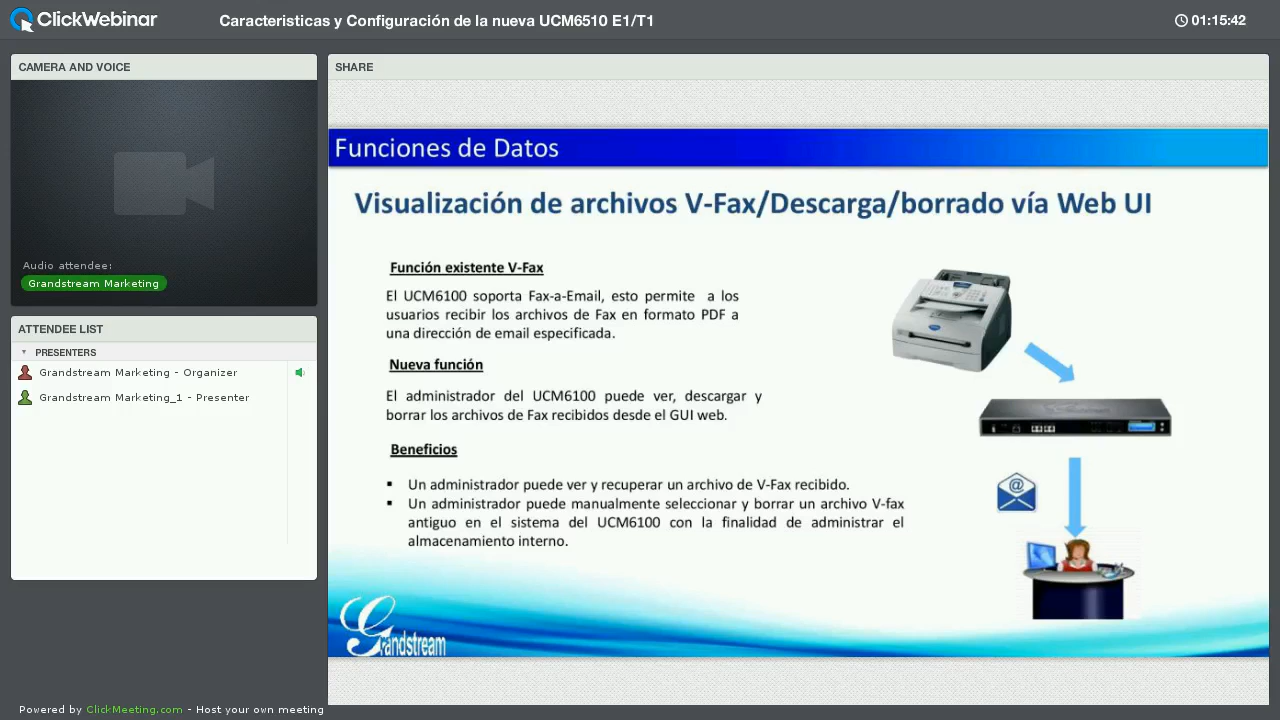 ClickWebinar
Caracteristicas y Configuración de la nueva UCM6510 E1/T1
01:15:42
CAMERA AND VOICE
Audio attendee:
Grandstream Marketing
ATTENDEE LIST
PRESENTERS
Grandstream Marketing - Organizer
Grandstream Marketing_1 - Presenter
SHARE
Funciones de Datos
Visualización de archivos V-Fax/Descarga/borrado vía Web UI
Función existente V-Fax
El UCM6100 soporta Fax-a-Email, esto permite a los
usuarios recibir los archivos de Fax en formato PDF a
una dirección de email especificada.
Nueva función
El administrador del UCM6100 puede ver, descargar y
borrar los archivos de Fax recibidos desde el GUI web.
Beneficios
▪ Un administrador puede ver y recuperar un archivo de V-Fax recibido.
▪ Un administrador puede manualmente seleccionar y borrar un archivo V-fax
antiguo en el sistema del UCM6100 con la finalidad de administrar el
almacenamiento interno.
@
Grandstream
Powered by ClickMeeting.com - Host your own meeting